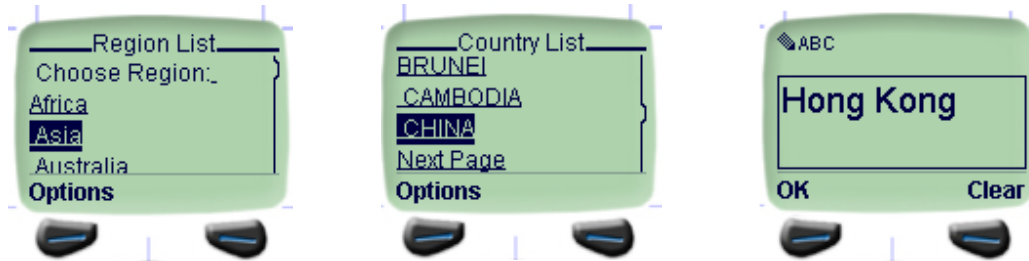 Region List
Choose Region:
Africa
Asia
Australia
Options
Country List
BRUNEI
CAMBODIA
CHINA
Next Page
Options
ABC
Hong Kong
OK Clear